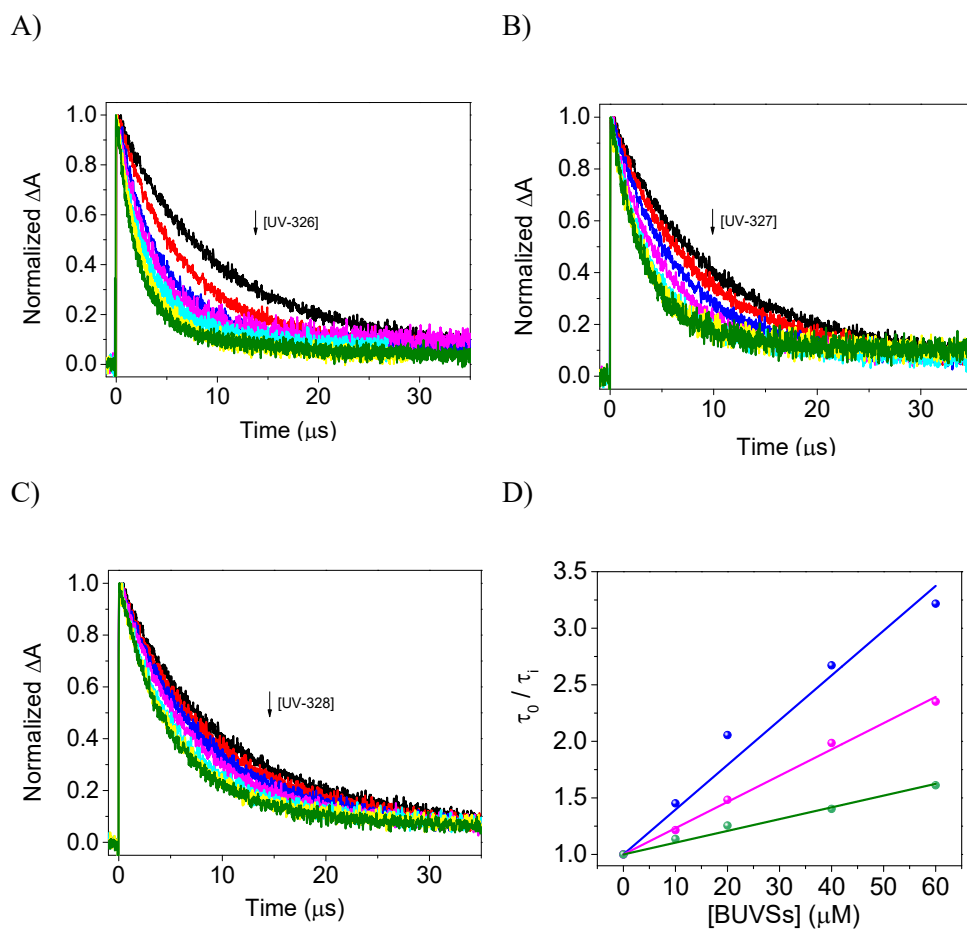 A)
B)
Normalized ΔA
1.0
0.8
0.6
0.4
0.2
0.0
[UV-326]
0 10 20 30
Time (μs)
Normalized ΔA
1.0
0.8
0.6
0.4
0.2
0.0
[UV-327]
0 10 20 30
Time (μs)
C)
D)
Normalized ΔA
1.0
0.8
0.6
0.4
0.2
0.0
[UV-328]
0 10 20 30
Time (μs)
τ0 / τi
3.5
3.0
2.5
2.0
1.5
1.0
0 10 20 30 40 50 60
[BUVSs] (μM)